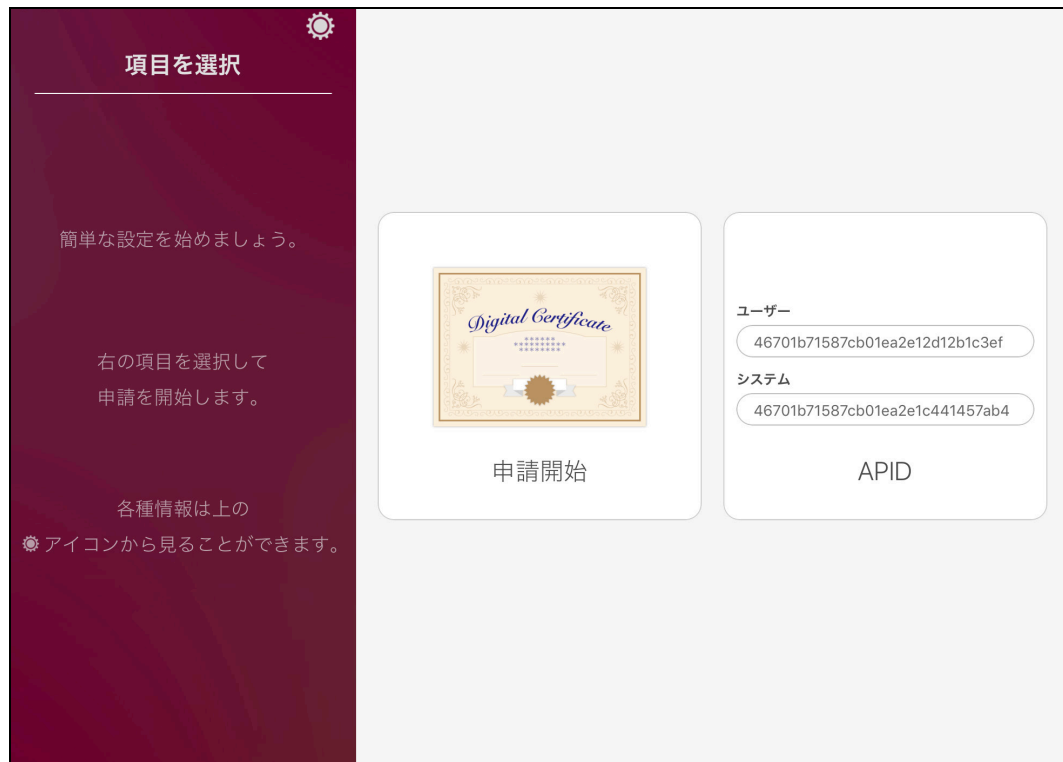 項目を選択
簡単な設定を始めましょう。
右の項目を選択して
申請を開始します。
各種情報は上の
アイコンから見ることができます。
Digital Certificate
申請開始
ユーザー
46701b71587cb01ea2e12d12b1c3ef
システム
46701b71587cb01ea2e1c441457ab4
APID